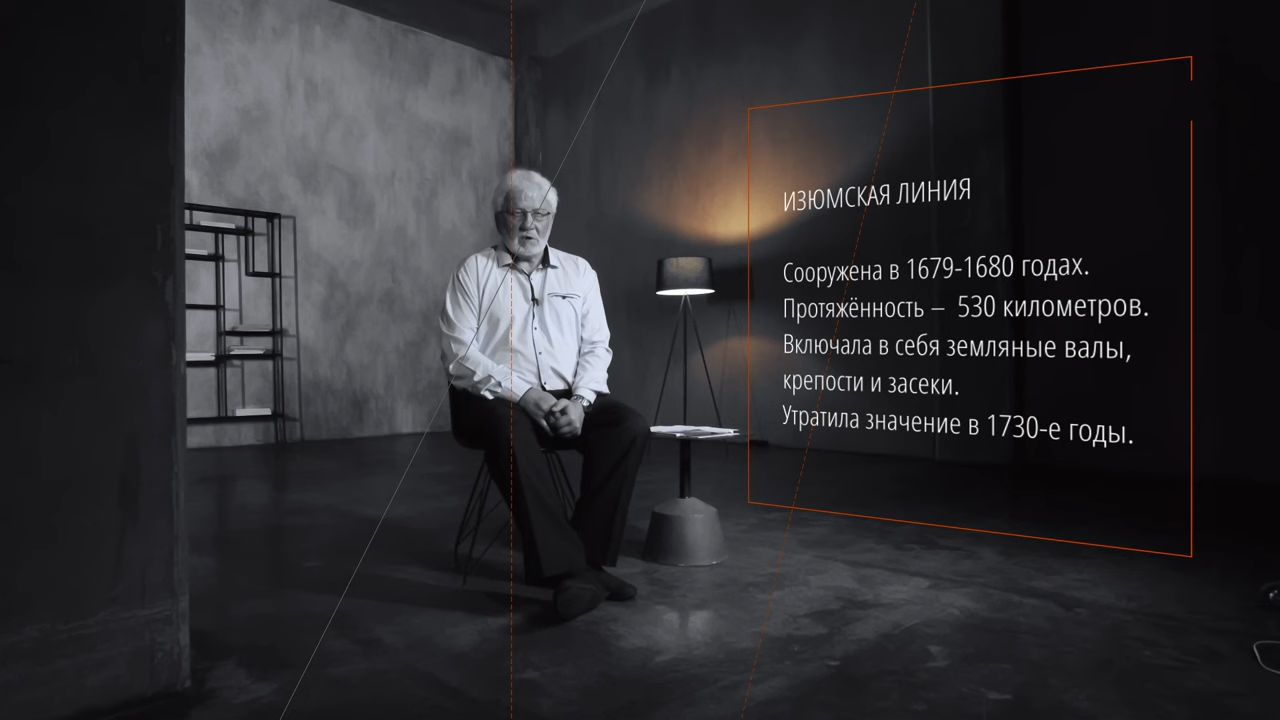 ИЗЮМСКАЯ ЛИНИЯ
Сооружена в 1679-1680 годах.
Протяжённость – 530 километров.
Включала в себя земляные валы,
крепости и засеки.
Утратила значение в 1730-е годы.